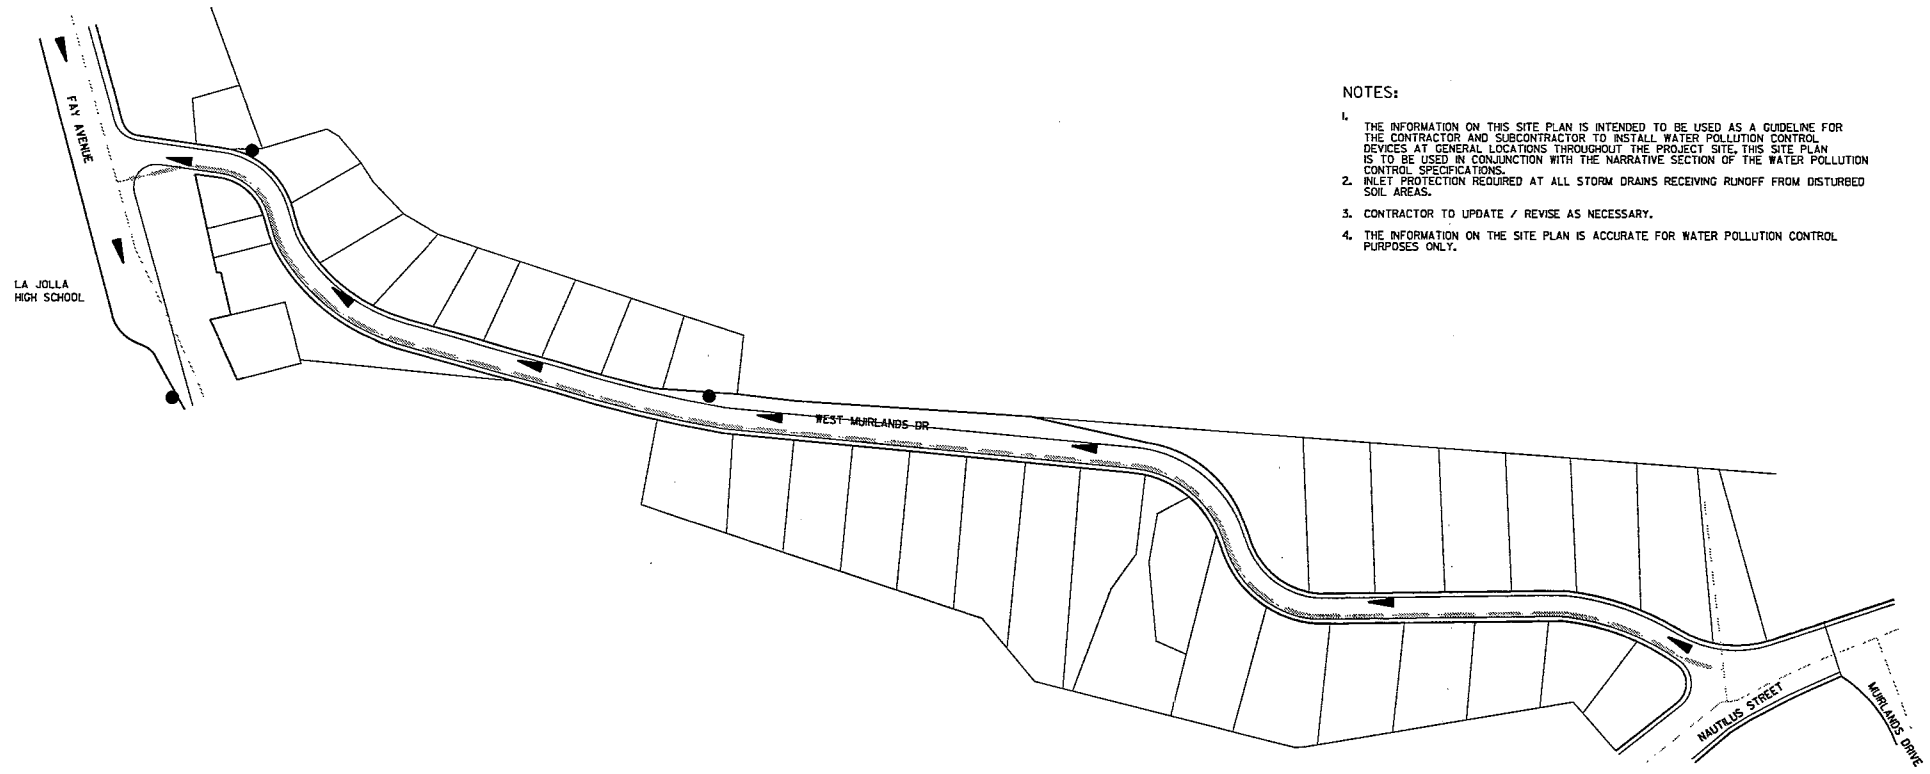 NOTES:
1.
THE INFORMATION ON THIS SITE PLAN IS INTENDED TO BE USED AS A GUIDELINE FOR
THE CONTRACTOR AND SUBCONTRACTOR TO INSTALL WATER POLLUTION CONTROL
DEVICES AT GENERAL LOCATIONS THROUGHOUT THE PROJECT SITE. THIS SITE PLAN
IS TO BE USED IN CONJUNCTION WITH THE NARRATIVE SECTION OF THE WATER POLLUTION
CONTROL SPECIFICATIONS.
2. INLET PROTECTION REQUIRED AT ALL STORM DRAINS RECEIVING RUNOFF FROM DISTURBED
SOIL AREAS.
3. CONTRACTOR TO UPDATE / REVISE AS NECESSARY.
4. THE INFORMATION ON THE SITE PLAN IS ACCURATE FOR WATER POLLUTION CONTROL
PURPOSES ONLY.
FAY AVENUE
LA JOLLA
HIGH SCHOOL
WEST MUIRLANDS DR
NAUTILUS STREET
MUIRLANDS DRIVE